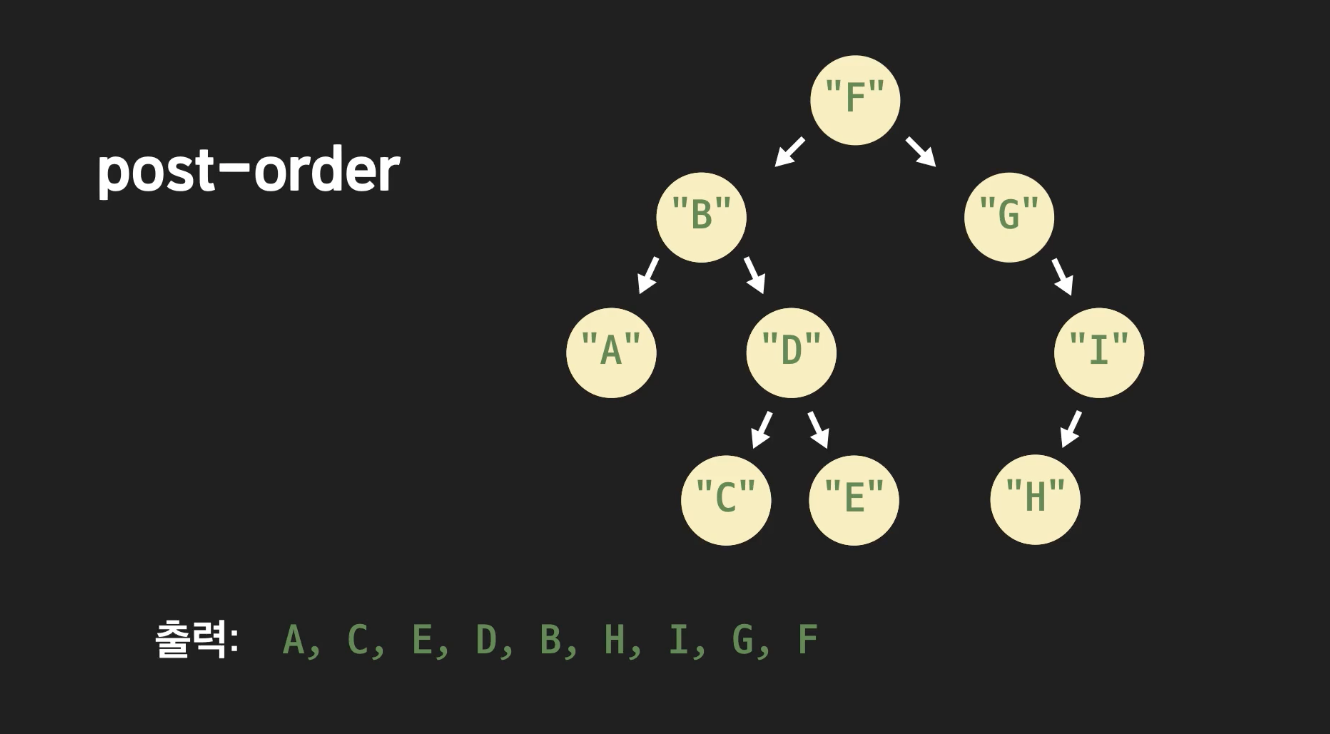 post-order
"F"
"B" "G"
"A" "D" "I"
"C" "E" "H"
출력: A, C, E, D, B, H, I, G, F